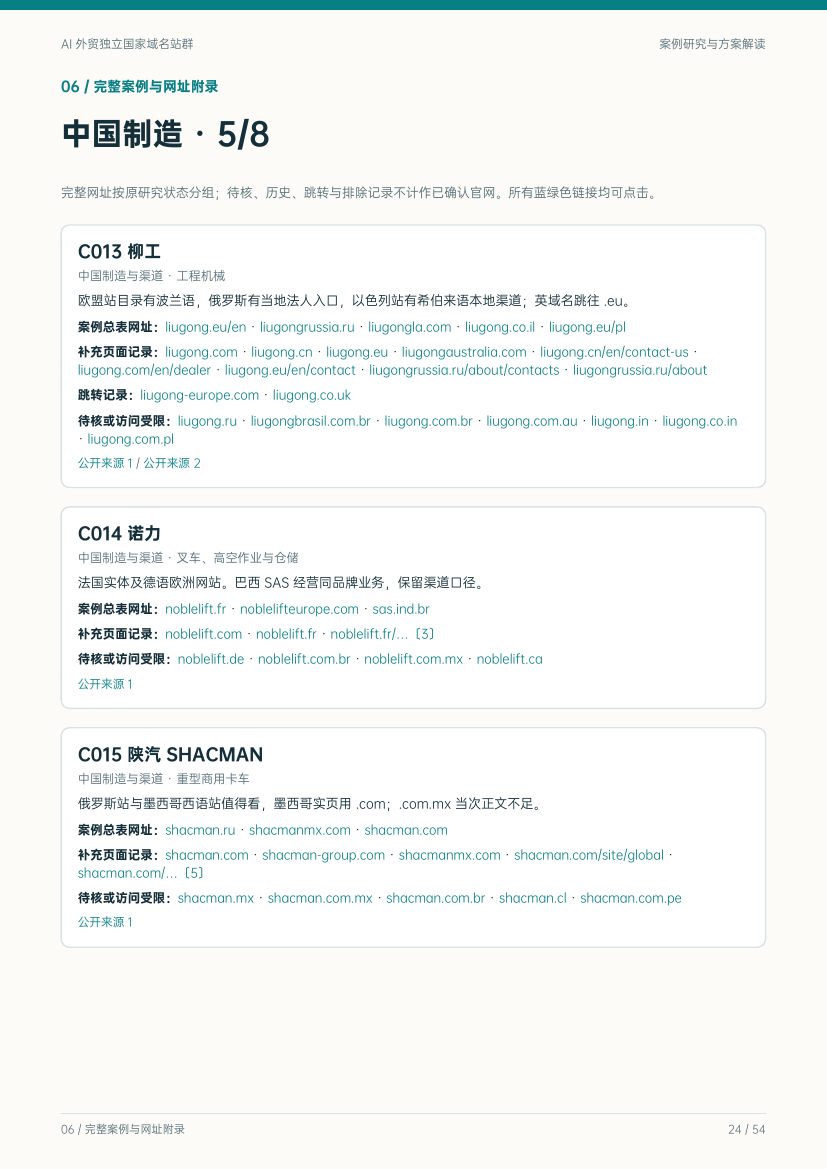 AI 外贸独立国家域名站群
案例研究与方案解读
06 / 完整案例与网址附录
中国制造 · 5/8
完整网址按原研究状态分组；待核、历史、跳转与排除记录不计作已确认官网。所有蓝绿色链接均可点击。
C013 柳工
中国制造与渠道 · 工程机械
欧盟站目录有波兰语，俄罗斯有当地法人入口，以色列站有希伯来语本地渠道；英域名跳往 .eu。
案例总表网址：liugong.eu/en · liugongrussia.ru · liugongla.com · liugong.co.il · liugong.eu/pl
补充页面记录：liugong.com · liugong.cn · liugong.eu · liugongaustralia.com · liugong.cn/en/contact-us ·
liugong.com/en/dealer · liugong.eu/en/contact · liugongrussia.ru/about/contacts · liugongrussia.ru/about
跳转记录：liugong-europe.com · liugong.co.uk
待核或访问受限：liugong.ru · liugongbrasil.com.br · liugong.com.br · liugong.com.au · liugong.in · liugong.co.in
· liugong.com.pl
公开来源 1 / 公开来源 2
C014 诺力
中国制造与渠道 · 叉车、高空作业与仓储
法国实体及德语欧洲网站。巴西 SAS 经营同品牌业务，保留渠道口径。
案例总表网址：noblelift.fr · noblelifteurope.com · sas.ind.br
补充页面记录：noblelift.com · noblelift.fr · noblelift.fr/…〔3〕
待核或访问受限：noblelift.de · noblelift.com.br · noblelift.com.mx · noblelift.ca
公开来源 1
C015 陕汽 SHACMAN
中国制造与渠道 · 重型商用卡车
俄罗斯站与墨西哥西语站值得看，墨西哥实页用 .com；.com.mx 当次正文不足。
案例总表网址：shacman.ru · shacmanmx.com · shacman.com
补充页面记录：shacman.com · shacman-group.com · shacmanmx.com · shacman.com/site/global ·
shacman.com/…〔5〕
待核或访问受限：shacman.mx · shacman.com.mx · shacman.com.br · shacman.cl · shacman.com.pe
公开来源 1
06 / 完整案例与网址附录
24 / 54